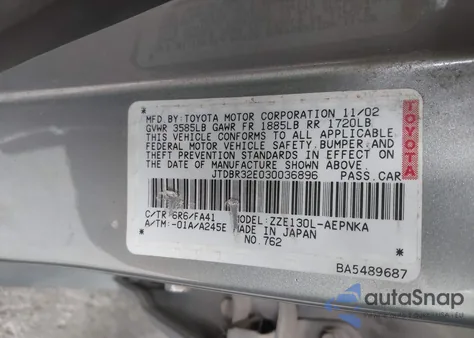 MFD. BY TOYOTA MOTOR CORPORATION 11/02
GVWR 3585LB GAWR FR 1885LB RR 1720LB
THIS VEHICLE CONFORMS TO ALL APPLICABLE
FEDERAL MOTOR VEHICLE SAFETY, BUMPER, AND
THEFT PREVENTION STANDARDS IN EFFECT ON
THE DATE OF MANUFACTURE SHOWN ABOVE.
JTDBR32E030036896 PASS. CAR
TOYOTA
C/TR: 6R6/FA41 MODEL: ZZE130L-AEPNKA
A/TM: -01A/A245E MADE IN JAPAN
NO. 762
BA5489687
autoSnap